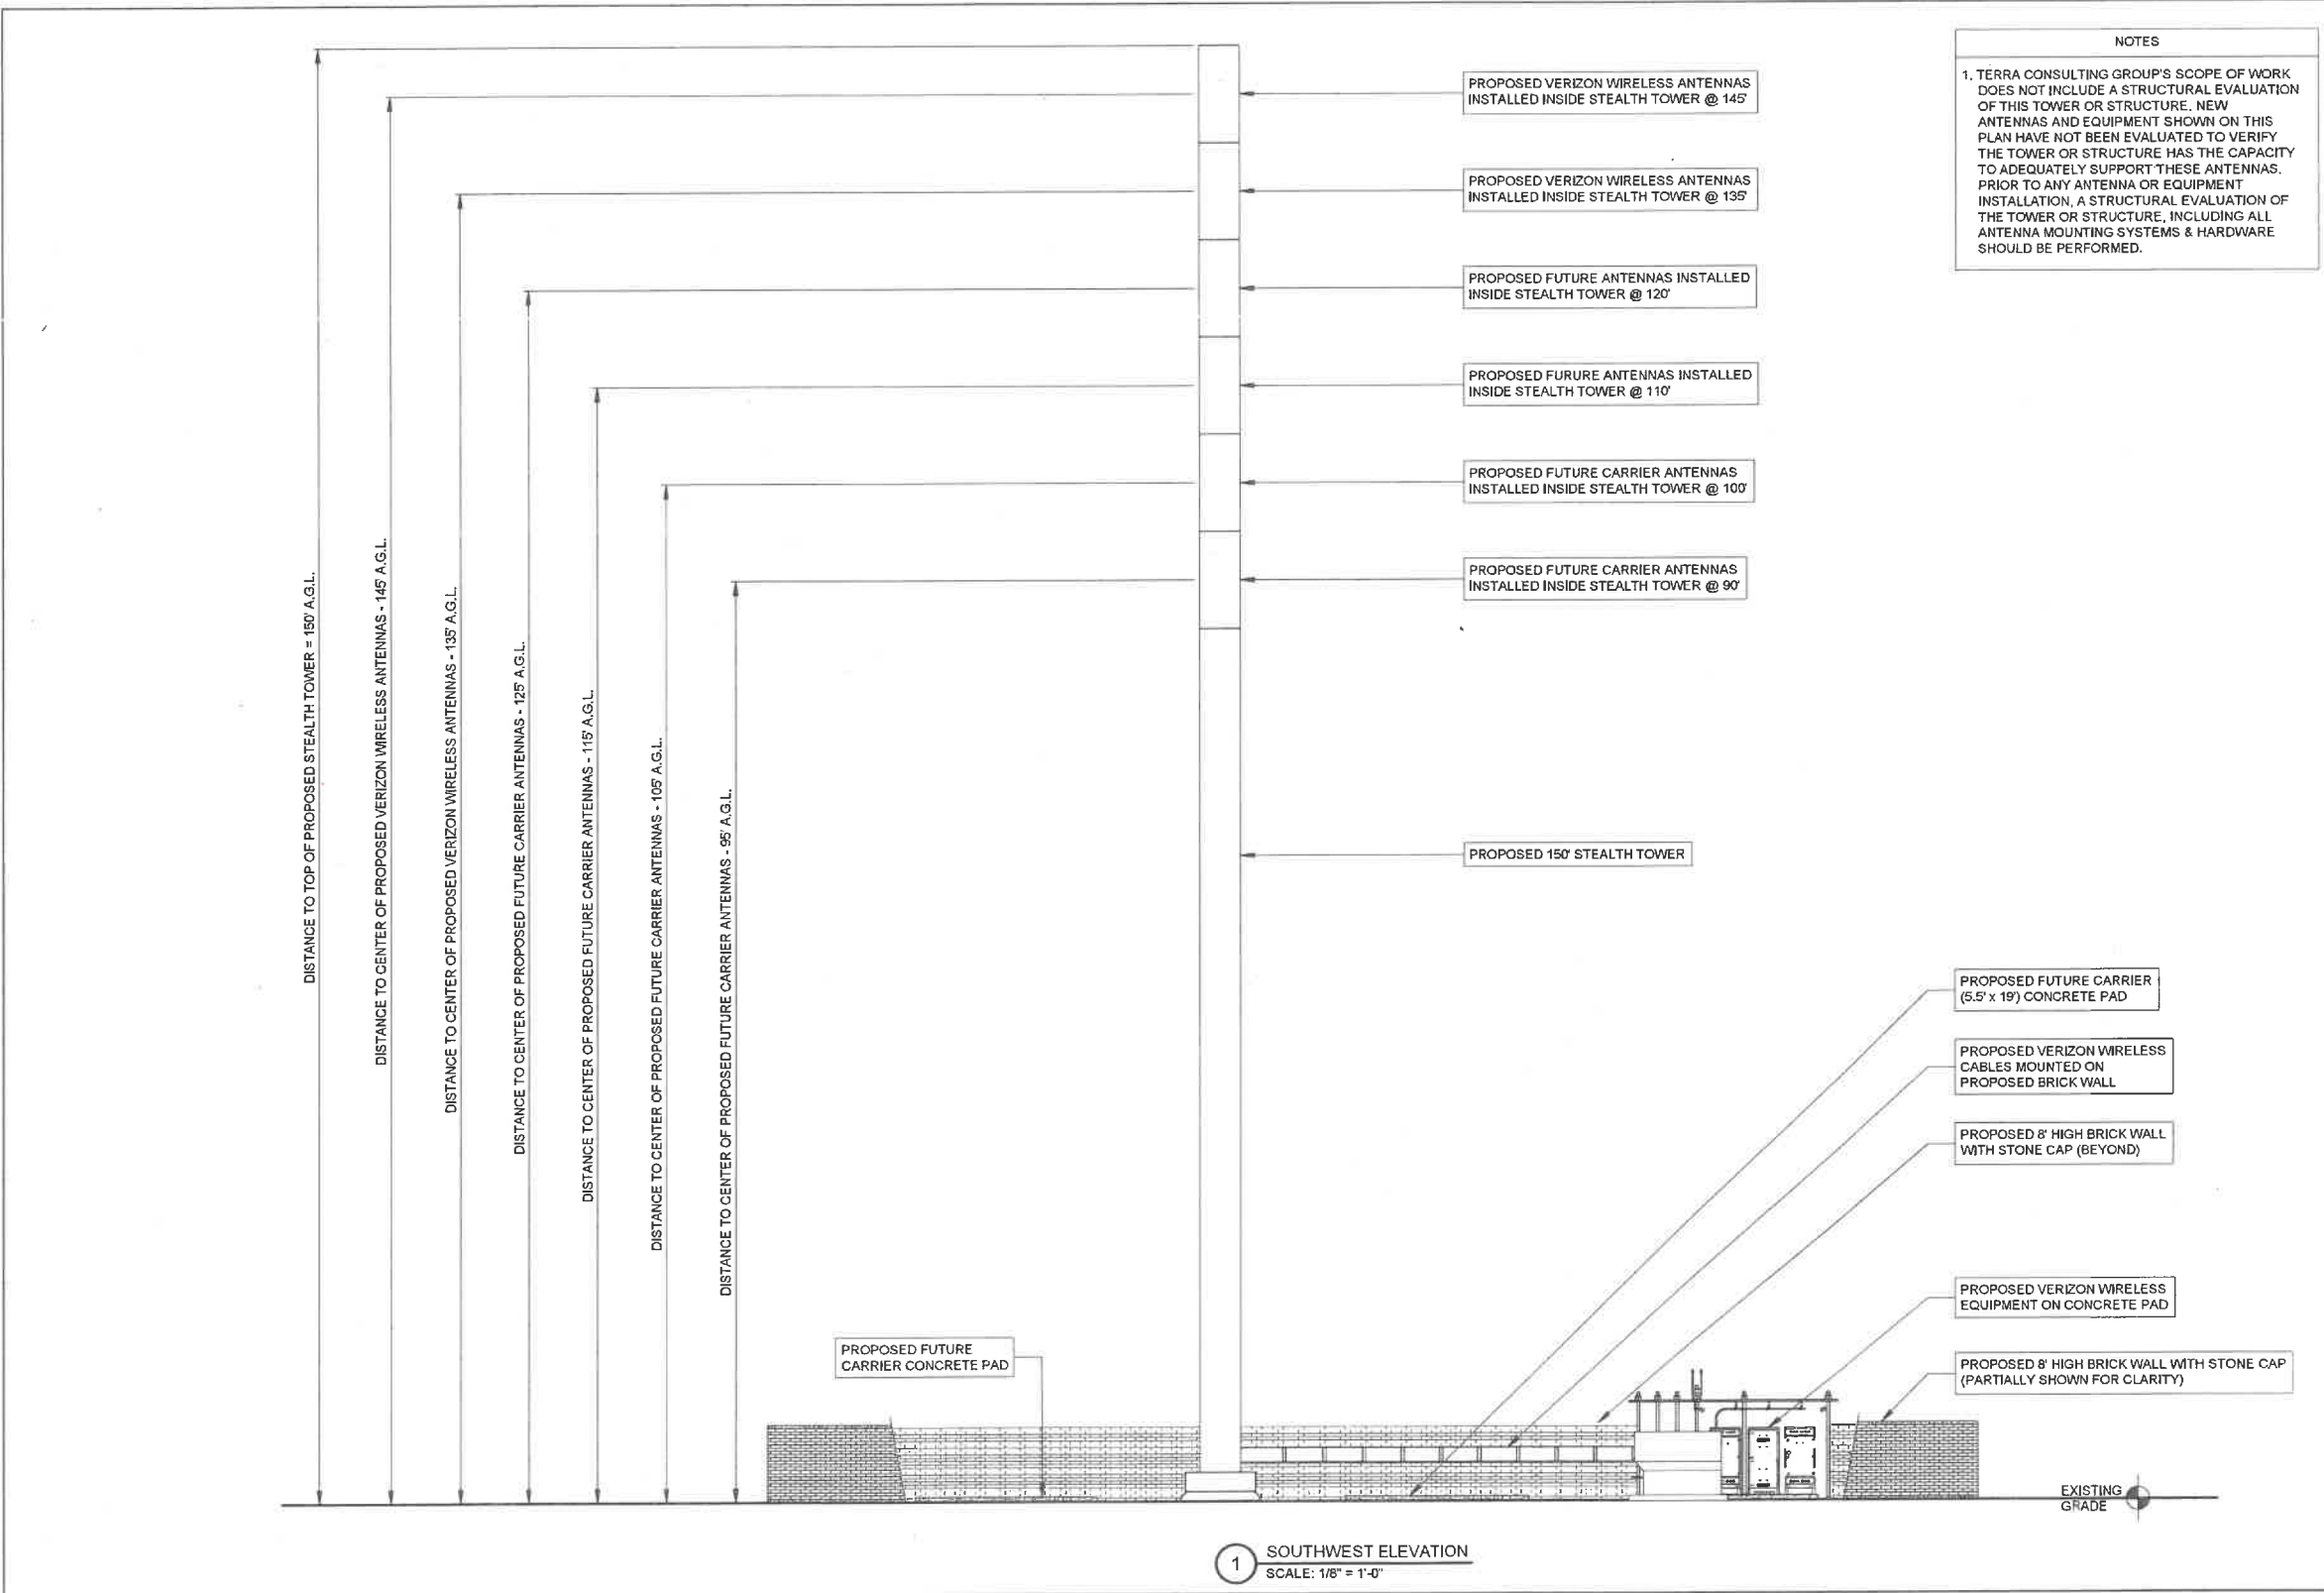 NOTES
1. TERRA CONSULTING GROUP'S SCOPE OF WORK
DOES NOT INCLUDE A STRUCTURAL EVALUATION
OF THIS TOWER OR STRUCTURE. NEW
ANTENNAS AND EQUIPMENT SHOWN ON THIS
PLAN HAVE NOT BEEN EVALUATED TO VERIFY
THE TOWER OR STRUCTURE HAS THE CAPACITY
TO ADEQUATELY SUPPORT THESE ANTENNAS.
PRIOR TO ANY ANTENNA OR EQUIPMENT
INSTALLATION, A STRUCTURAL EVALUATION OF
THE TOWER OR STRUCTURE, INCLUDING ALL
ANTENNA MOUNTING SYSTEMS & HARDWARE
SHOULD BE PERFORMED.
PROPOSED VERIZON WIRELESS ANTENNAS
INSTALLED INSIDE STEALTH TOWER @ 145'
PROPOSED VERIZON WIRELESS ANTENNAS
INSTALLED INSIDE STEALTH TOWER @ 135'
PROPOSED FUTURE ANTENNAS INSTALLED
INSIDE STEALTH TOWER @ 120'
PROPOSED FURURE ANTENNAS INSTALLED
INSIDE STEALTH TOWER @ 110'
PROPOSED FUTURE CARRIER ANTENNAS
INSTALLED INSIDE STEALTH TOWER @ 100'
PROPOSED FUTURE CARRIER ANTENNAS
INSTALLED INSIDE STEALTH TOWER @ 90'
PROPOSED 150' STEALTH TOWER
DISTANCE TO TOP OF PROPOSED STEALTH TOWER = 150' A.G.L.
DISTANCE TO CENTER OF PROPOSED VERIZON WIRELESS ANTENNAS - 145' A.G.L.
DISTANCE TO CENTER OF PROPOSED VERIZON WIRELESS ANTENNAS - 135' A.G.L.
DISTANCE TO CENTER OF PROPOSED FUTURE CARRIER ANTENNAS - 125' A.G.L.
DISTANCE TO CENTER OF PROPOSED FUTURE CARRIER ANTENNAS - 115' A.G.L.
DISTANCE TO CENTER OF PROPOSED FUTURE CARRIER ANTENNAS - 105' A.G.L.
DISTANCE TO CENTER OF PROPOSED FUTURE CARRIER ANTENNAS - 95' A.G.L.
PROPOSED FUTURE CARRIER
(5.5' x 19') CONCRETE PAD
PROPOSED VERIZON WIRELESS
CABLES MOUNTED ON
PROPOSED BRICK WALL
PROPOSED 8' HIGH BRICK WALL
WITH STONE CAP (BEYOND)
PROPOSED VERIZON WIRELESS
EQUIPMENT ON CONCRETE PAD
PROPOSED 8' HIGH BRICK WALL WITH STONE CAP
(PARTIALLY SHOWN FOR CLARITY)
PROPOSED FUTURE
CARRIER CONCRETE PAD
EXISTING
GRADE
1
SOUTHWEST ELEVATION
SCALE: 1/8" = 1'-0"